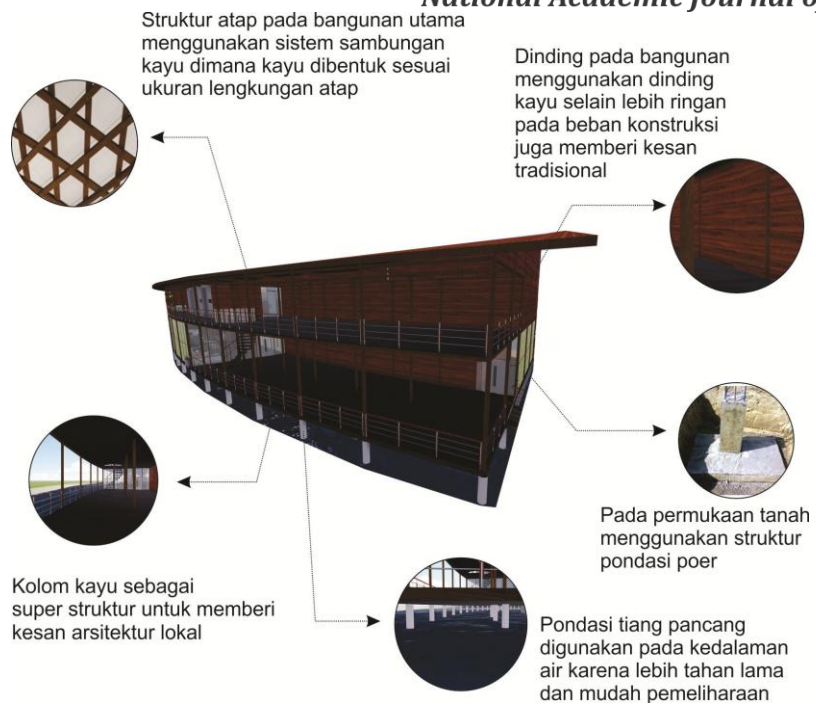 National Academic Journal of
Struktur atap pada bangunan utama
menggunakan sistem sambungan
kayu dimana kayu dibentuk sesuai
ukuran lengkungan atap
Dinding pada bangunan
menggunakan dinding
kayu selain lebih ringan
pada beban konstruksi
juga memberi kesan
tradisional
Pada permukaan tanah
menggunakan struktur
pondasi poer
Kolom kayu sebagai
super struktur untuk memberi
kesan arsitektur lokal
Pondasi tiang pancang
digunakan pada kedalaman
air karena lebih tahan lama
dan mudah pemeliharaan